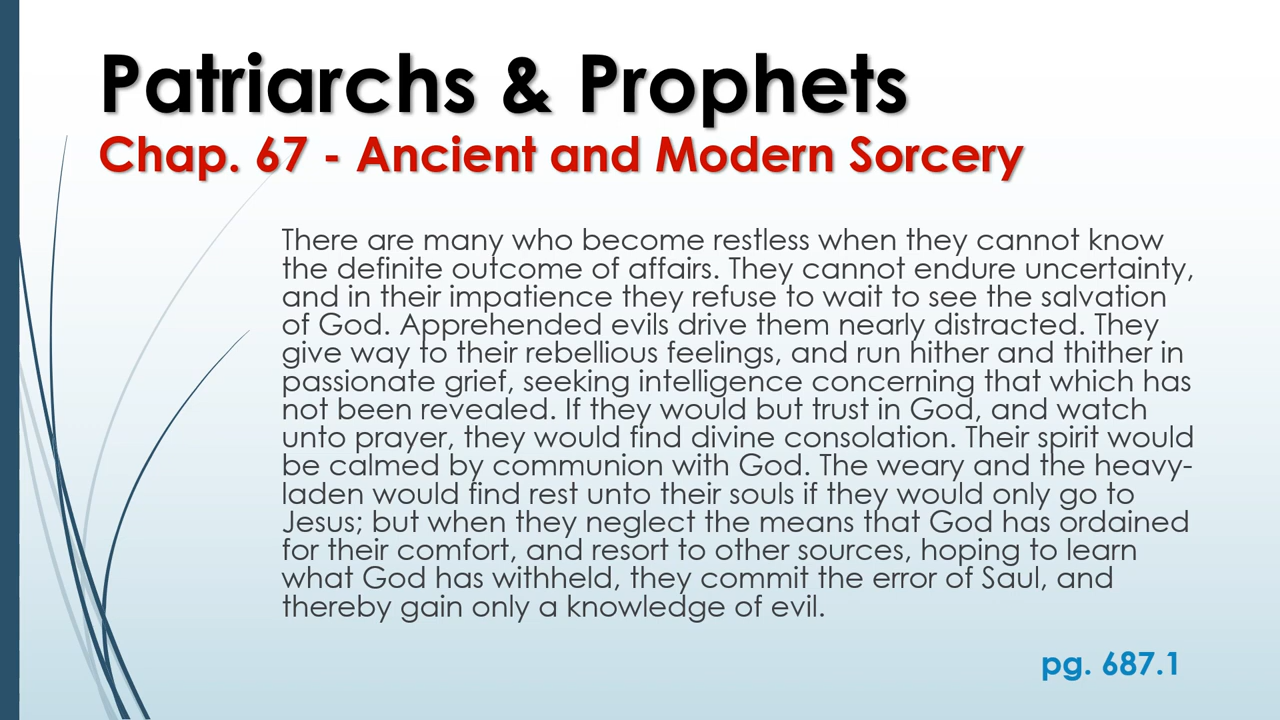 Patriarchs & Prophets
Chap. 67 - Ancient and Modern Sorcery
There are many who become restless when they cannot know
the definite outcome of affairs. They cannot endure uncertainty,
and in their impatience they refuse to wait to see the salvation
of God. Apprehended evils drive them nearly distracted. They
give way to their rebellious feelings, and run hither and thither in
passionate grief, seeking intelligence concerning that which has
not been revealed. If they would but trust in God, and watch
unto prayer, they would find divine consolation. Their spirit would
be calmed by communion with God. The weary and the heavy-
laden would find rest unto their souls if they would only go to
Jesus; but when they neglect the means that God has ordained
for their comfort, and resort to other sources, hoping to learn
what God has withheld, they commit the error of Saul, and
thereby gain only a knowledge of evil.
pg. 687.1